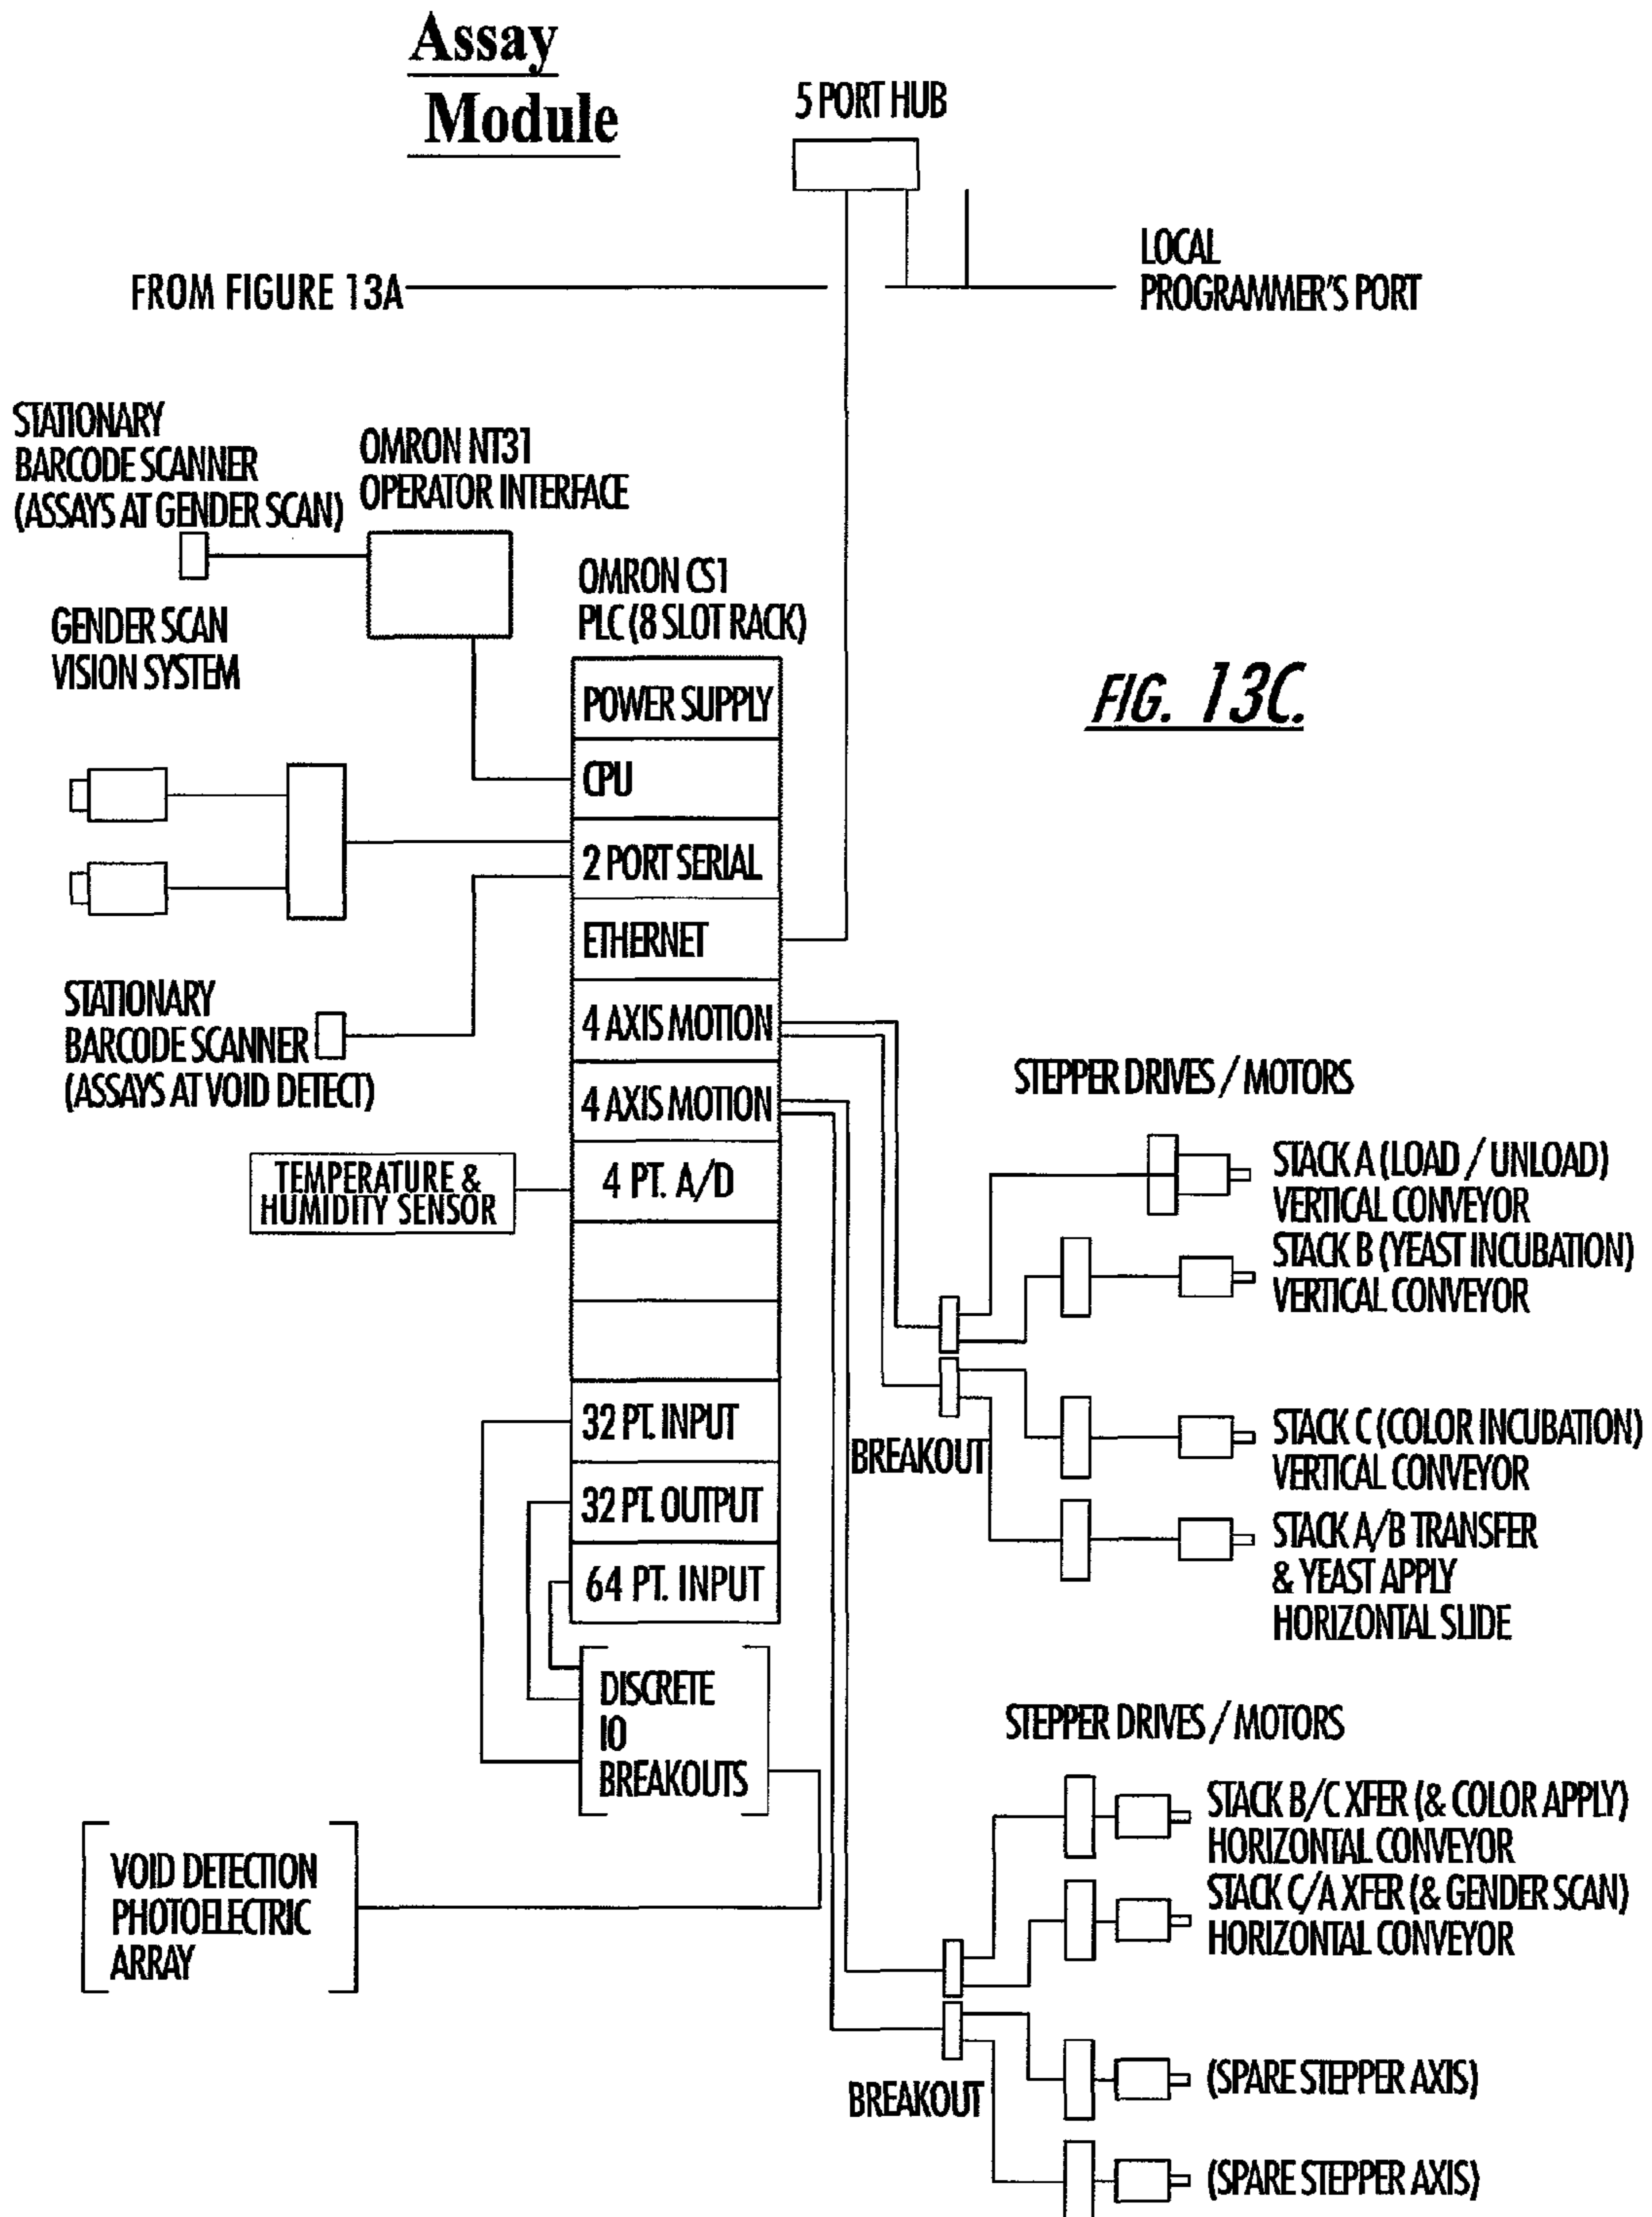 Assay
Module
5 PORT HUB
FROM FIGURE 13A
LOCAL
PROGRAMMER'S PORT
STATIONARY
BARCODE SCANNER
(ASSAYS AT GENDER SCAN)
OMRON NT31
OPERATOR INTERFACE
GENDER SCAN
VISION SYSTEM
OMRON CS1
PLC (8 SLOT RACK)
FIG. 13C.
POWER SUPPLY
CPU
2 PORT SERIAL
ETHERNET
4 AXIS MOTION
4 AXIS MOTION
4 PT. A/D
32 PT. INPUT
32 PT. OUTPUT
64 PT. INPUT
STATIONARY
BARCODE SCANNER
(ASSAYS AT VOID DETECT)
TEMPERATURE &
HUMIDITY SENSOR
STEPPER DRIVES / MOTORS
STACK A (LOAD / UNLOAD)
VERTICAL CONVEYOR
STACK B (YEAST INCUBATION)
VERTICAL CONVEYOR
BREAKOUT
STACK C (COLOR INCUBATION)
VERTICAL CONVEYOR
STACK A/B TRANSFER
& YEAST APPLY
HORIZONTAL SLIDE
DISCRETE
IO
BREAKOUTS
VOID DETECTION
PHOTOELECTRIC
ARRAY
STEPPER DRIVES / MOTORS
STACK B/C XFER (& COLOR APPLY)
HORIZONTAL CONVEYOR
STACK C/A XFER (& GENDER SCAN)
HORIZONTAL CONVEYOR
BREAKOUT
(SPARE STEPPER AXIS)
(SPARE STEPPER AXIS)